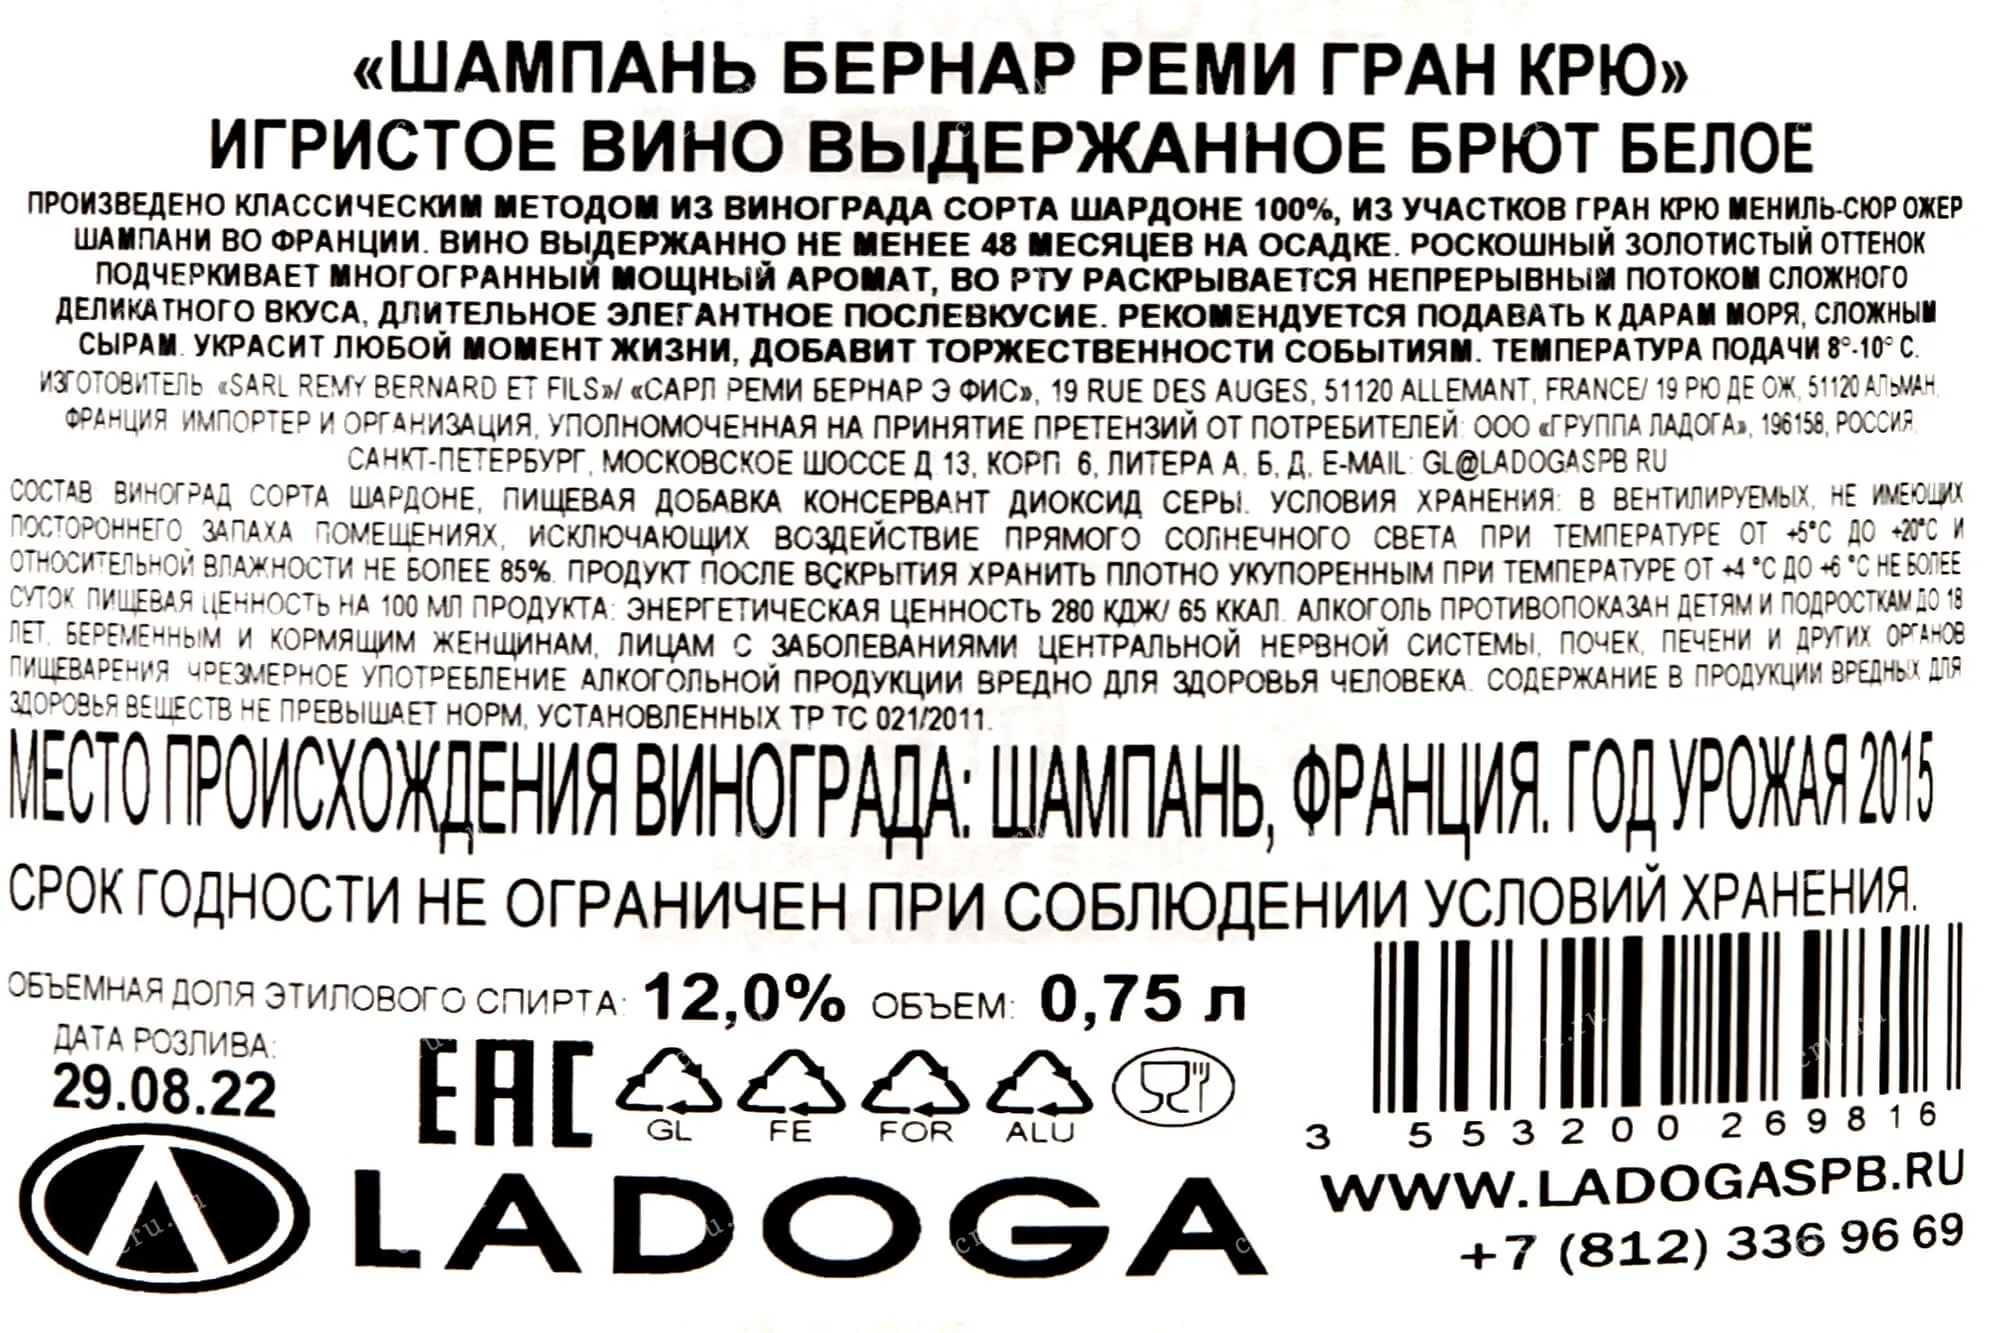 «ШАМПАНЬ БЕРНАР РЕМИ ГРАН КРЮ»
ИГРИСТОЕ ВИНО ВЫДЕРЖАННОЕ БРЮТ БЕЛОЕ
ПРОИЗВЕДЕНО КЛАССИЧЕСКИМ МЕТОДОМ ИЗ ВИНОГРАДА СОРТА ШАРДОНЕ 100%, ИЗ УЧАСТКОВ ГРАН КРЮ МЕНИЛЬ-СЮР ОЖЕР
ШАМПАНИ ВО ФРАНЦИИ. ВИНО ВЫДЕРЖАННО НЕ МЕНЕЕ 48 МЕСЯЦЕВ НА ОСАДКЕ. РОСКОШНЫЙ ЗОЛОТИСТЫЙ ОТТЕНОК
ПОДЧЕРКИВАЕТ МНОГОГРАННЫЙ МОЩНЫЙ АРОМАТ, ВО РТУ РАСКРЫВАЕТСЯ НЕПРЕРЫВНЫМ ПОТОКОМ СЛОЖНОГО
ДЕЛИКАТНОГО ВКУСА, ДЛИТЕЛЬНОЕ ЭЛЕГАНТНОЕ ПОСЛЕВКУСИЕ. РЕКОМЕНДУЕТСЯ ПОДАВАТЬ К ДАРАМ МОРЯ, СЛОЖНЫМ
СЫРАМ. УКРАСИТ ЛЮБОЙ МОМЕНТ ЖИЗНИ, ДОБАВИТ ТОРЖЕСТВЕННОСТИ СОБЫТИЯМ. ТЕМПЕРАТУРА ПОДАЧИ 8°-10° С.
ИЗГОТОВИТЕЛЬ «SARL REMY BERNARD ET FILS»/ «САРЛ РЕМИ БЕРНАР Э ФИС», 19 RUE DES AUGES, 51120 ALLEMANT, FRANCE/ 19 РЮ ДЕ ОЖ, 51120 АЛЬМАН,
ФРАНЦИЯ ИМПОРТЕР И ОРГАНИЗАЦИЯ, УПОЛНОМОЧЕННАЯ НА ПРИНЯТИЕ ПРЕТЕНЗИЙ ОТ ПОТРЕБИТЕЛЕЙ: ООО «ГРУППА ЛАДОГА», 196158, РОССИЯ,
САНКТ-ПЕТЕРБУРГ, МОСКОВСКОЕ ШОССЕ Д.13, КОРП. 6, ЛИТЕРА А, Б, Д, E-MAIL: GL@LADOGASPB.RU
СОСТАВ: ВИНОГРАД СОРТА ШАРДОНЕ, ПИЩЕВАЯ ДОБАВКА КОНСЕРВАНТ ДИОКСИД СЕРЫ. УСЛОВИЯ ХРАНЕНИЯ: В ВЕНТИЛИРУЕМЫХ, НЕ ИМЕЮЩИХ
ПОСТОРОННЕГО ЗАПАХА ПОМЕЩЕНИЯХ, ИСКЛЮЧАЮЩИХ ВОЗДЕЙСТВИЕ ПРЯМОГО СОЛНЕЧНОГО СВЕТА ПРИ ТЕМПЕРАТУРЕ ОТ +5°С ДО +20°С И
ОТНОСИТЕЛЬНОЙ ВЛАЖНОСТИ НЕ БОЛЕЕ 85%. ПРОДУКТ ПОСЛЕ ВСКРЫТИЯ ХРАНИТЬ ПЛОТНО УКУПОРЕННЫМ ПРИ ТЕМПЕРАТУРЕ ОТ +4 °С ДО +6 °С НЕ БОЛЕЕ
СУТОК. ПИЩЕВАЯ ЦЕННОСТЬ НА 100 МЛ ПРОДУКТА: ЭНЕРГЕТИЧЕСКАЯ ЦЕННОСТЬ 280 КДЖ/ 65 ККАЛ. АЛКОГОЛЬ ПРОТИВОПОКАЗАН ДЕТЯМ И ПОДРОСТКАМ ДО 18
ЛЕТ, БЕРЕМЕННЫМ И КОРМЯЩИМ ЖЕНЩИНАМ, ЛИЦАМ С ЗАБОЛЕВАНИЯМИ ЦЕНТРАЛЬНОЙ НЕРВНОЙ СИСТЕМЫ, ПОЧЕК, ПЕЧЕНИ И ДРУГИХ ОРГАНОВ
ПИЩЕВАРЕНИЯ ЧРЕЗМЕРНОЕ УПОТРЕБЛЕНИЕ АЛКОГОЛЬНОЙ ПРОДУКЦИИ ВРЕДНО ДЛЯ ЗДОРОВЬЯ ЧЕЛОВЕКА. СОДЕРЖАНИЕ В ПРОДУКЦИИ ВРЕДНЫХ ДЛЯ
ЗДОРОВЬЯ ВЕЩЕСТВ НЕ ПРЕВЫШАЕТ НОРМ, УСТАНОВЛЕННЫХ ТР ТС 021/2011.
МЕСТО ПРОИСХОЖДЕНИЯ ВИНОГРАДА: ШАМПАНЬ, ФРАНЦИЯ. ГОД УРОЖАЯ 2015
СРОК ГОДНОСТИ НЕ ОГРАНИЧЕН ПРИ СОБЛЮДЕНИИ УСЛОВИЙ ХРАНЕНИЯ.
ОБЪЕМНАЯ ДОЛЯ ЭТИЛОВОГО СПИРТА: 12,0% ОБЪЕМ: 0,75 л
ДАТА РОЗЛИВА:
29.08.22
EAC
GL FE FOR ALU
3 553200 269816
LADOGA
WWW.LADOGASPB.RU
+7 (812) 336 96 69